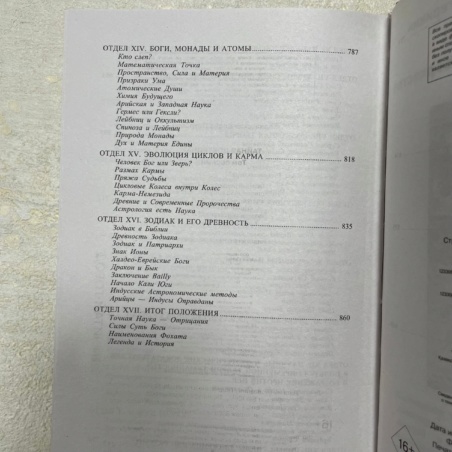 ОТДЕЛ XIV. БОГИ, МОНАДЫ И АТОМЫ 787
Кто слеп?
Математическая Точка
Пространство, Сила и Материя
Призраки Ума
Атомические Души
Химия Будущего
Арийская и Западная Наука
Гермес или Гексли?
Лейбниц и Оккультизм
Спиноза и Лейбниц
Природа Монады
Дух и Материя Едины
ОТДЕЛ XV. ЭВОЛЮЦИЯ ЦИКЛОВ И КАРМА 818
Человек Бог или Зверь?
Размах Кармы
Пряжа Судьбы
Цикловые Колеса внутри Колес
Карма-Немезида
Древние и Современные Пророчества
Астрология есть Наука
ОТДЕЛ XVI. ЗОДИАК И ЕГО ДРЕВНОСТЬ 835
Зодиак в Библии
Древность Зодиака
Зодиак и Патриархи
Знак Ионы
Халдео-Еврейские Боги
Дракон и Бык
Заключение Bailly
Начало Кали Юги
Индусские Астрономические методы
Арийцы — Индусы Оправданы
ОТДЕЛ XVII. ИТОГ ПОЛОЖЕНИЯ 860
Точная Наука — Отрицания
Силы Суть Боги
Наименования Фохата
Легенда и История
16+